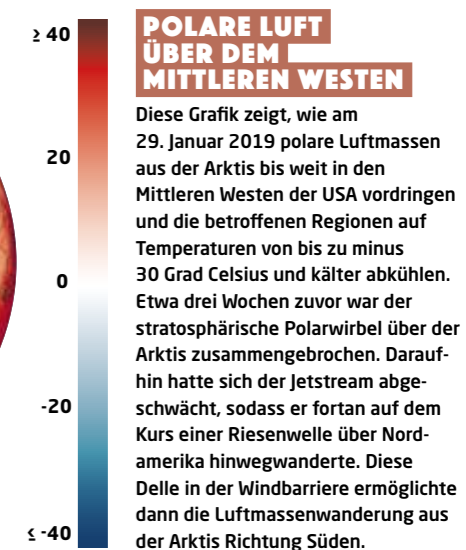 ≥ 40
20
0
-20
≤ -40
POLARE LUFT
ÜBER DEM
MITTLEREN WESTEN
Diese Grafik zeigt, wie am
29. Januar 2019 polare Luftmassen
aus der Arktis bis weit in den
Mittleren Westen der USA vordringen
und die betroffenen Regionen auf
Temperaturen von bis zu minus
30 Grad Celsius und kälter abkühlen.
Etwa drei Wochen zuvor war der
stratosphärische Polarwirbel über der
Arktis zusammengebrochen. Darauf-
hin hatte sich der Jetstream abge-
schwächt, sodass er fortan auf dem
Kurs einer Riesenwelle über Nord-
amerika hinwegwanderte. Diese
Delle in der Windbarriere ermöglichte
dann die Luftmassenwanderung aus
der Arktis Richtung Süden.